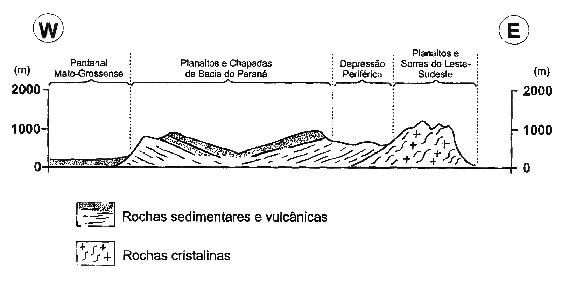 W
E
Pantanal
Mato-Grossense
Planaltos e Chapadas
da Bacia do Paraná
Depressão
Periférica
Planaltos e
Serras do Leste-
Sudeste
(m)
2000
1000
0
(m)
2000
1000
0
Rochas sedimentares e vulcânicas
Rochas cristalinas